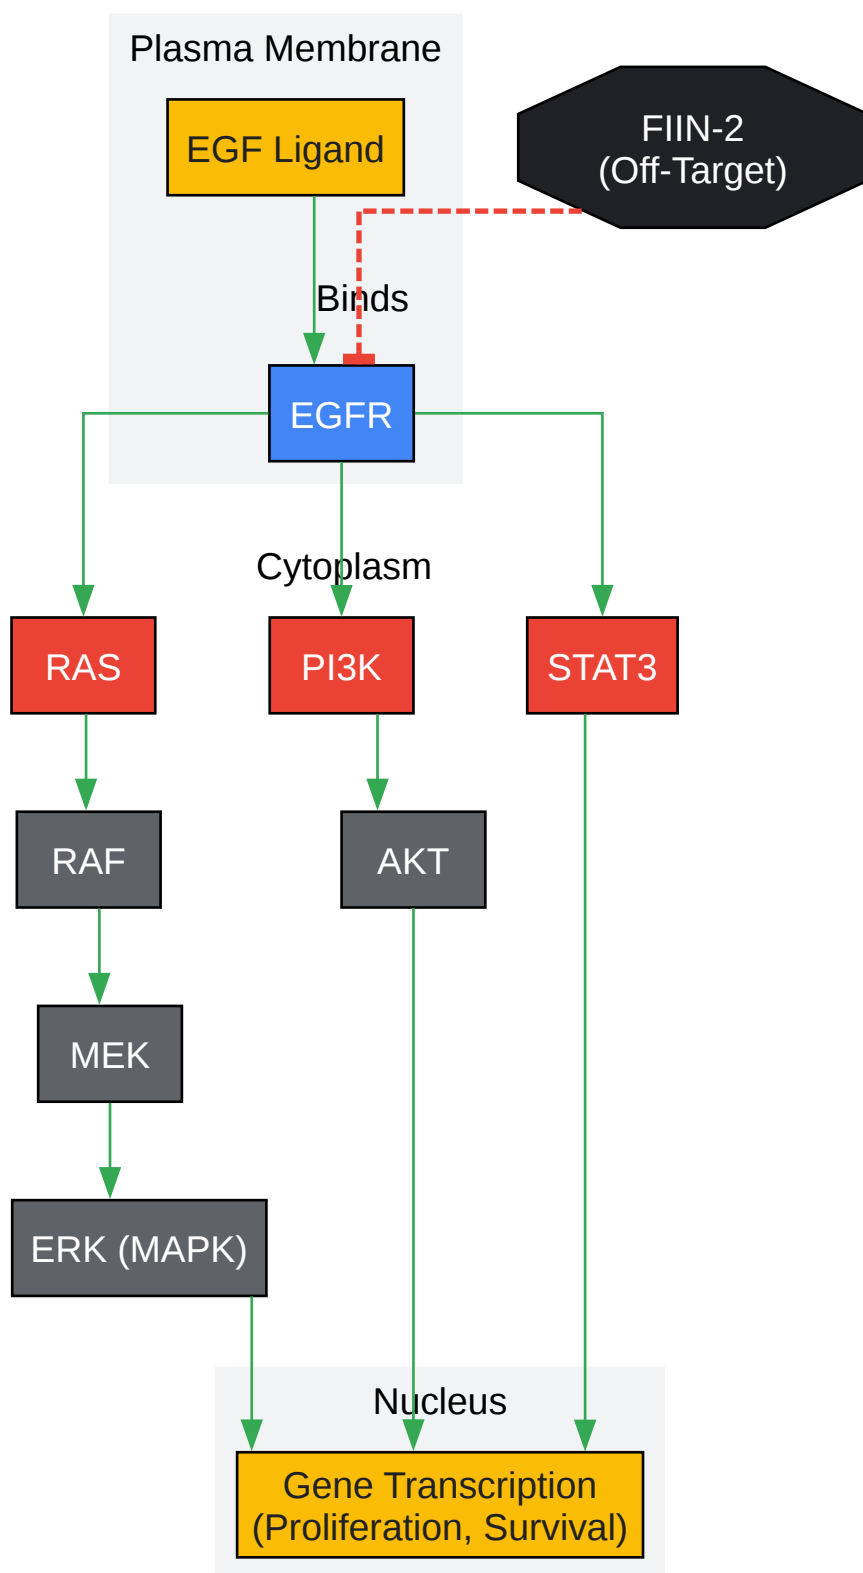 Plasma Membrane
EGF Ligand
FIIN-2
(Off-Target)
Binds
EGFR
Cytoplasm
RAS
PI3K
STAT3
RAF
AKT
MEK
ERK (MAPK)
Nucleus
Gene Transcription
(Proliferation, Survival)